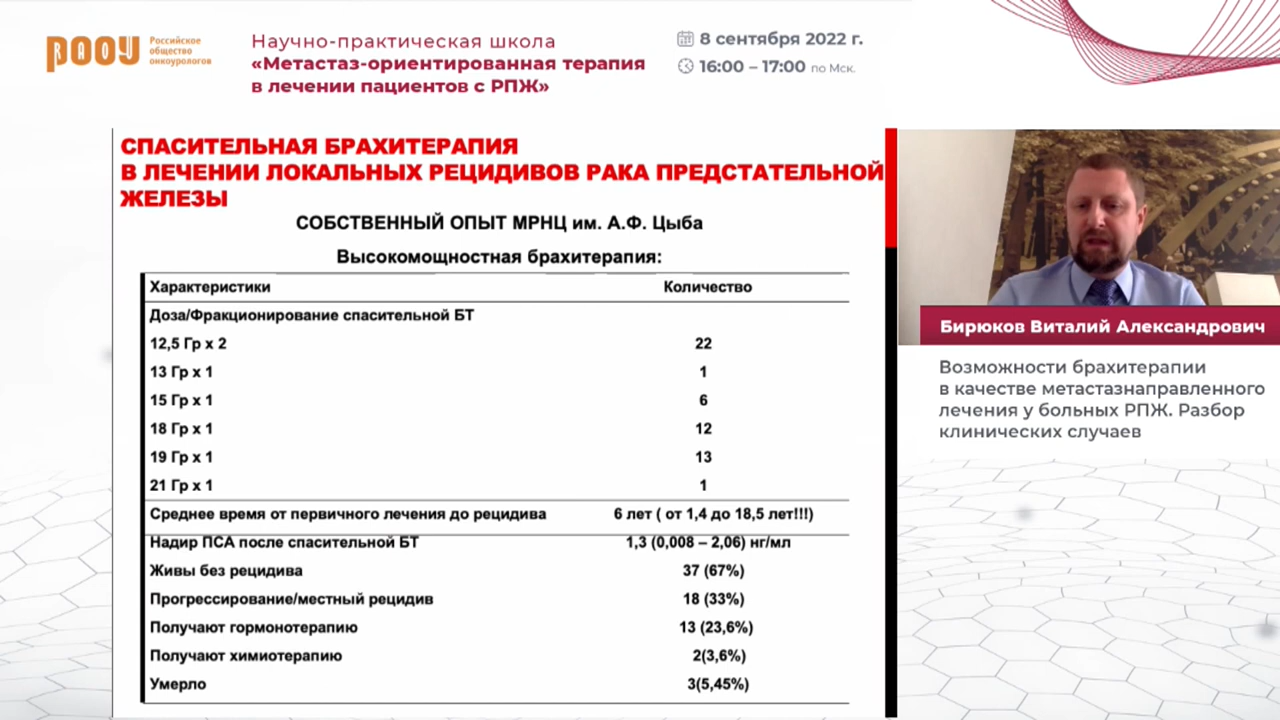 РАОУ
Российское
общество
онкоурологов
Научно-практическая школа
«Метастаз-ориентированная терапия
в лечении пациентов с РПЖ»
8 сентября 2022 г.
16:00 – 17:00 по Мск.
СПАСИТЕЛЬНАЯ БРАХИТЕРАПИЯ
В ЛЕЧЕНИИ ЛОКАЛЬНЫХ РЕЦИДИВОВ РАКА ПРЕДСТАТЕЛЬНОЙ
ЖЕЛЕЗЫ
СОБСТВЕННЫЙ ОПЫТ МРНЦ им. А.Ф. Цыба
Высокомощностная брахитерапия:
Характеристики Количество
Доза/Фракционирование спасительной БТ
12,5 Гр x 2 22
13 Гр x 1 1
15 Гр x 1 6
18 Гр x 1 12
19 Гр x 1 13
21 Гр x 1 1
Среднее время от первичного лечения до рецидива 6 лет ( от 1,4 до 18,5 лет!!!)
Надир ПСА после спасительной БТ 1,3 (0,008 – 2,06) нг/мл
Живы без рецидива 37 (67%)
Прогрессирование/местный рецидив 18 (33%)
Получают гормонотерапию 13 (23,6%)
Получают химиотерапию 2(3,6%)
Умерло 3(5,45%)
Бирюков Виталий Александрович
Возможности брахитерапии
в качестве метастазнаправленного
лечения у больных РПЖ. Разбор
клинических случаев